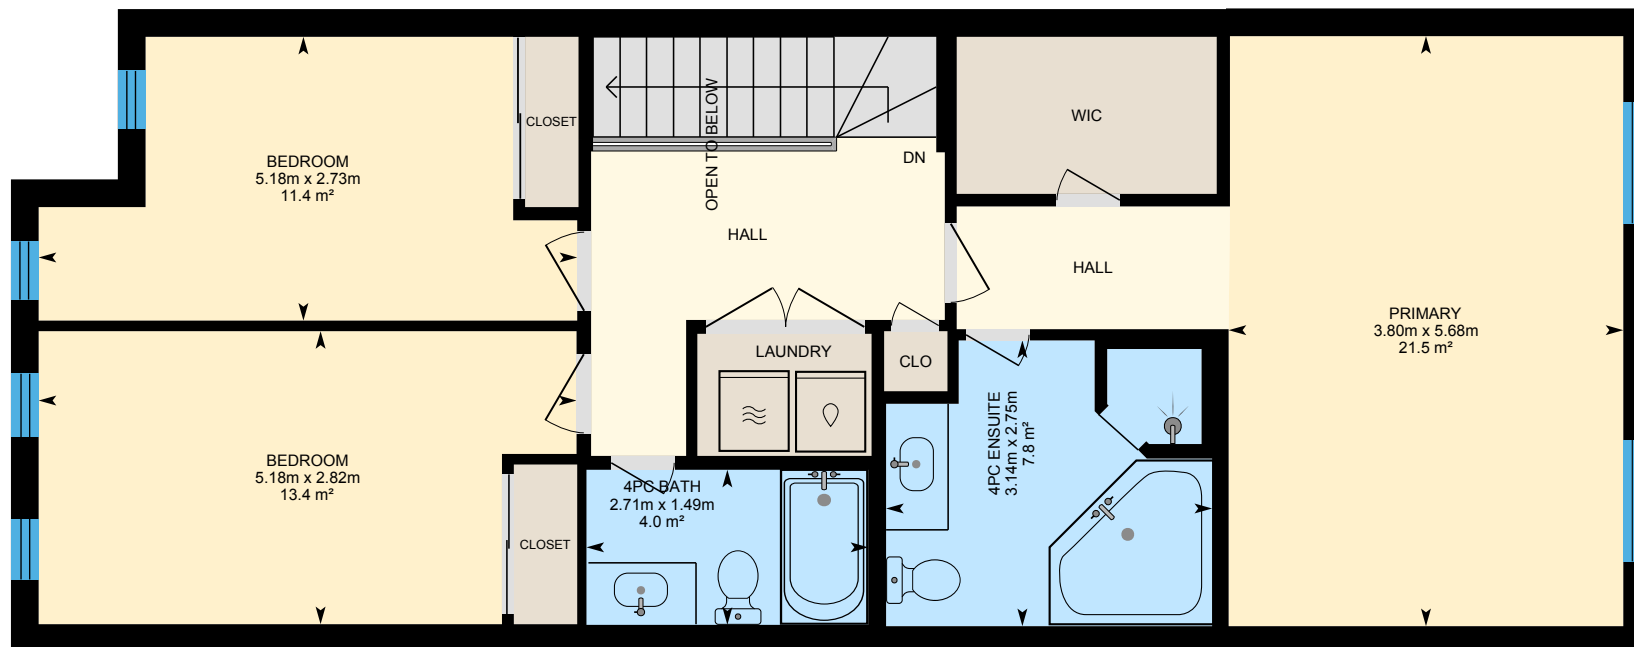 BEDROOM
5.18m x 2.73m
11.4 m²
CLOSET
OPEN TO BELOW
DN
WIC
HALL
HALL
PRIMARY
3.80m x 5.68m
21.5 m²
LAUNDRY
CLO
BEDROOM
5.18m x 2.82m
13.4 m²
CLOSET
4PC BATH
2.71m x 1.49m
4.0 m²
4PC ENSUITE
3.14m x 2.75m
7.8 m²